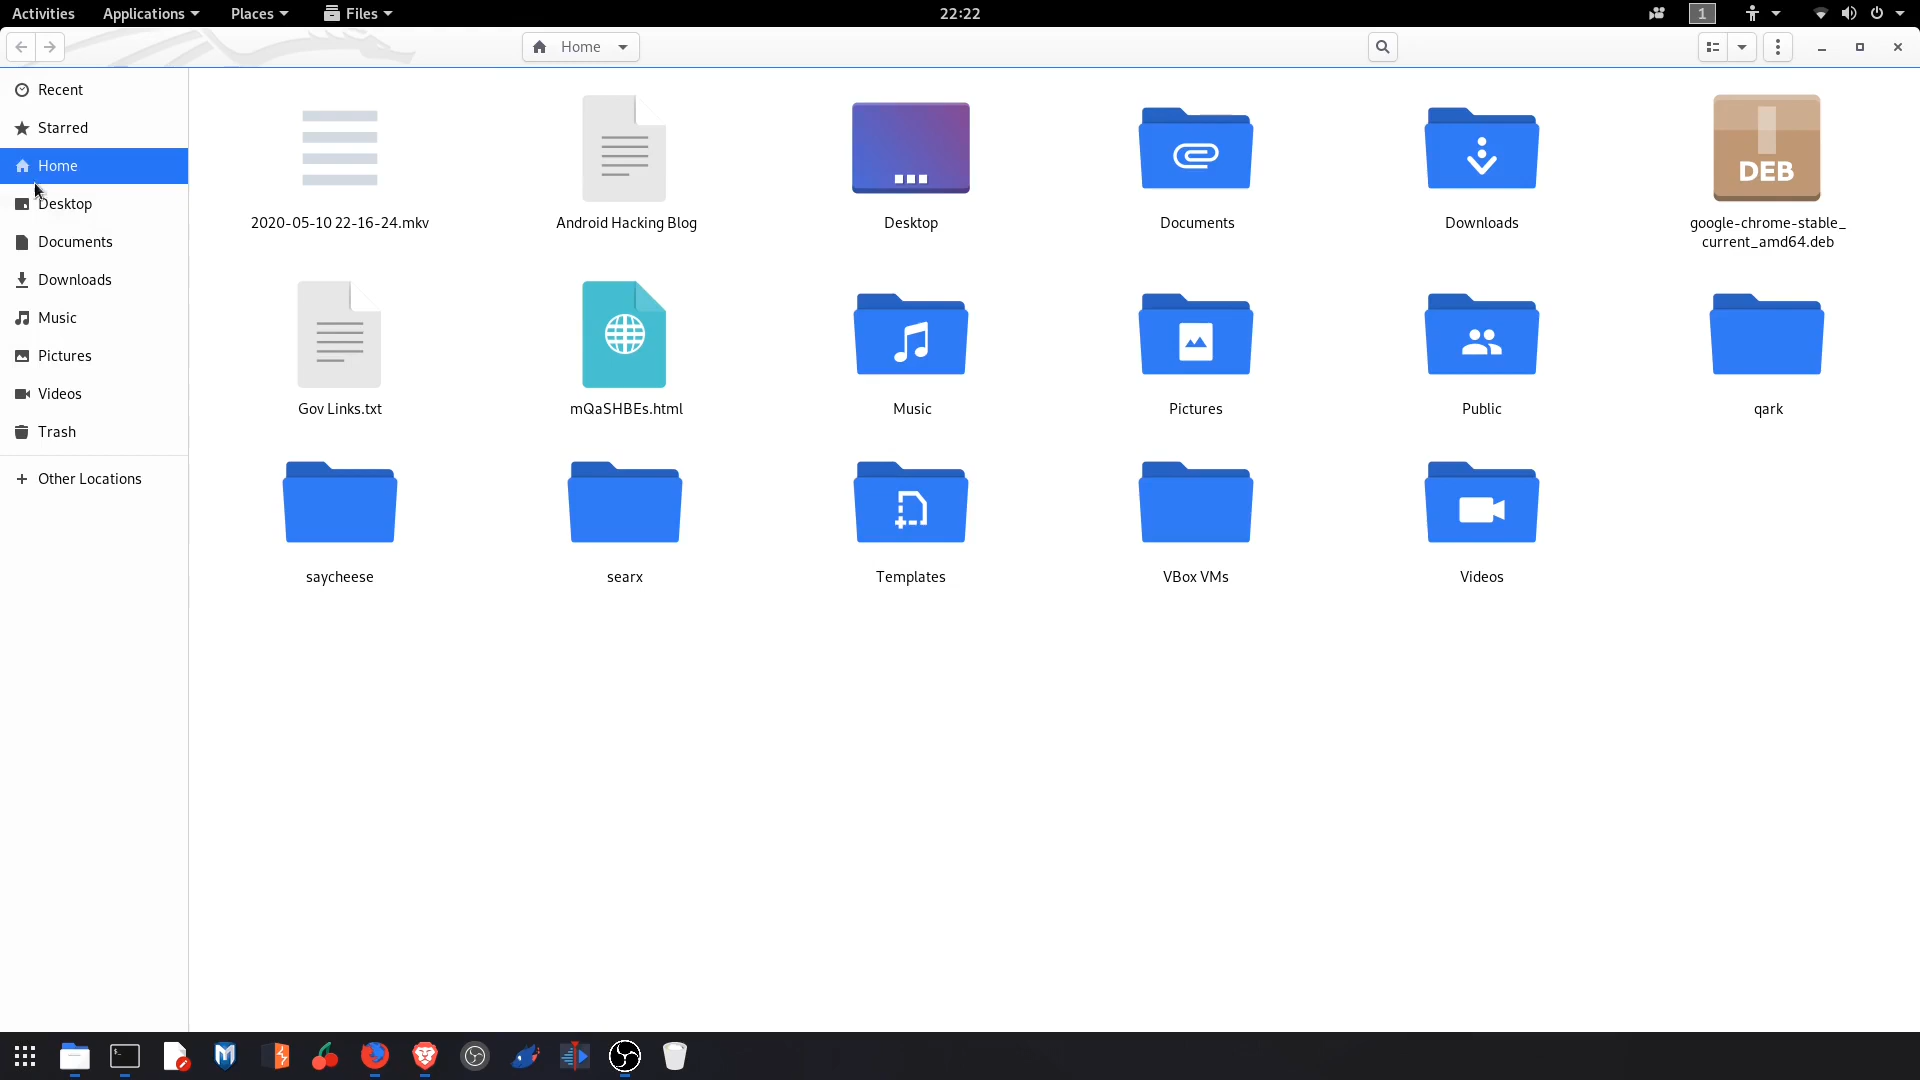 Activities Applications Places Files 22:22 1
Home
Recent
Starred
Home
Desktop
Documents
Downloads
Music
Pictures
Videos
Trash
Other Locations
DEB
2020-05-10 22-16-24.mkv Android Hacking Blog Desktop Documents Downloads google-chrome-stable_
current_amd64.deb
Gov Links.txt mQaSHBEs.html Music Pictures Public qark
saycheese searx Templates VBox VMs Videos